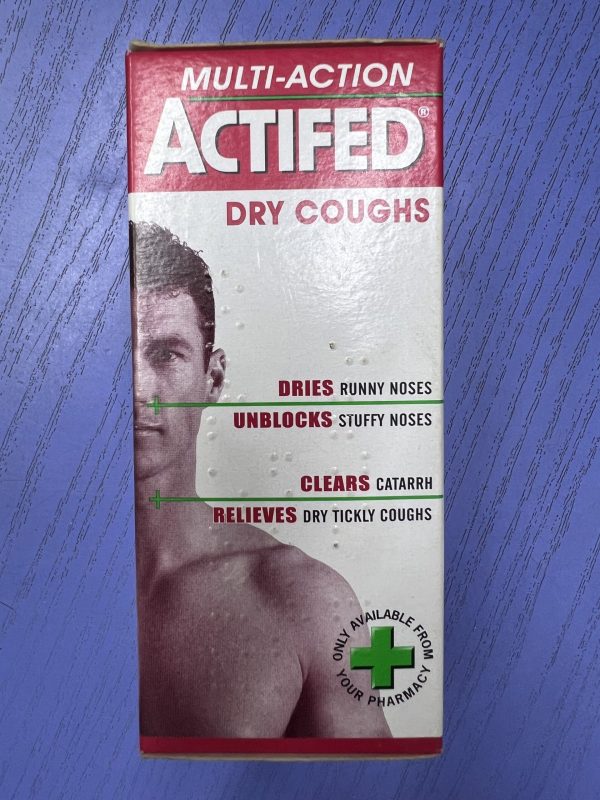 MULTI-ACTION
ACTIFED®
DRY COUGHS
DRIES RUNNY NOSES
UNBLOCKS STUFFY NOSES
CLEARS CATARRH
RELIEVES DRY TICKLY COUGHS
ONLY AVAILABLE FROM
YOUR PHARMACY